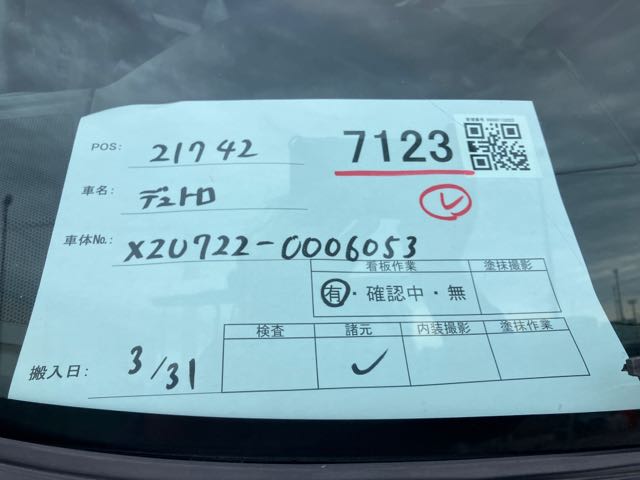 POS: 21742
7123
車名: デュトロ
車体No.: XZU722-0006053
看板作業 塗抹撮影
有・確認中・無
検査 諸元 内装撮影 塗抹作業
搬入日: 3/31